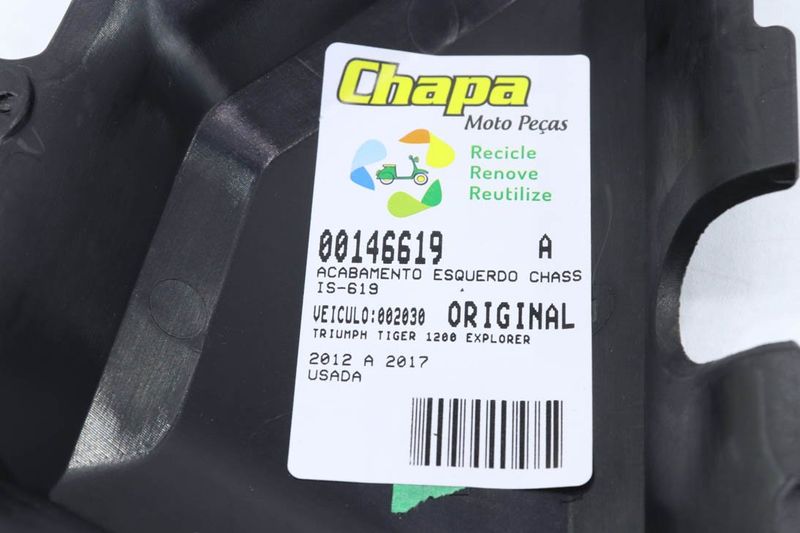 Chapa
Moto Peças
Recicle
Renove
Reutilize
00146619 A
ACABAMENTO ESQUERDO CHASS
IS-619
VEICULO:002030 ORIGINAL
TRIUMPH TIGER 1200 EXPLORER
2012 A 2017
USADA